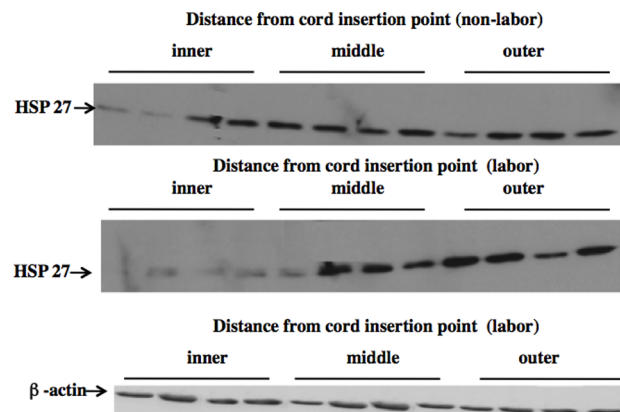 Distance from cord insertion point (non-labor)
inner middle outer
HSP 27
Distance from cord insertion point (labor)
inner middle outer
HSP 27
Distance from cord insertion point (labor)
inner middle outer
β -actin